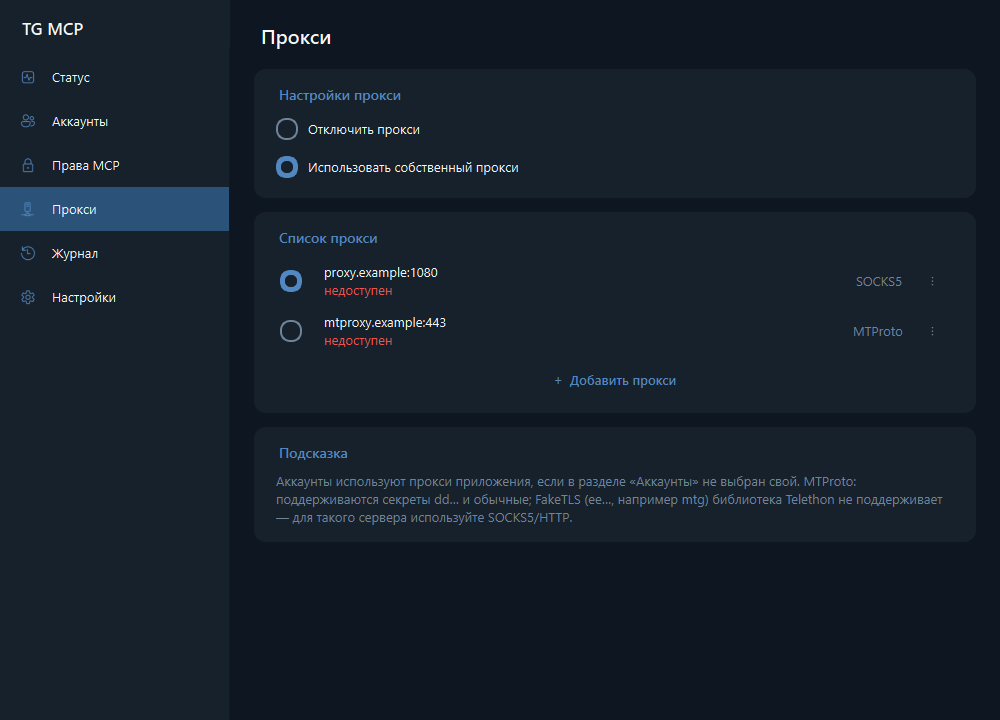 TG MCP
Статус
Аккаунты
Права MCP
Прокси
Журнал
Настройки
Прокси
Настройки прокси
Отключить прокси
Использовать собственный прокси
Список прокси
proxy.example:1080
недоступен
SOCKS5
mtproxy.example:443
недоступен
MTProto
+ Добавить прокси
Подсказка
Аккаунты используют прокси приложения, если в разделе «Аккаунты» не выбран свой. MTProto:
поддерживаются секреты dd… и обычные; FakeTLS (ee…, например mtg) библиотека Telethon не поддерживает
— для такого сервера используйте SOCKS5/HTTP.